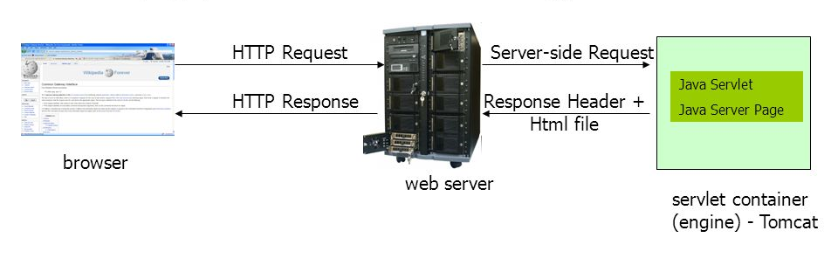 HTTP Request
Server-side Request
HTTP Response
Response Header +
Html file
Java Servlet
Java Server Page
browser
web server
servlet container
(engine) - Tomcat